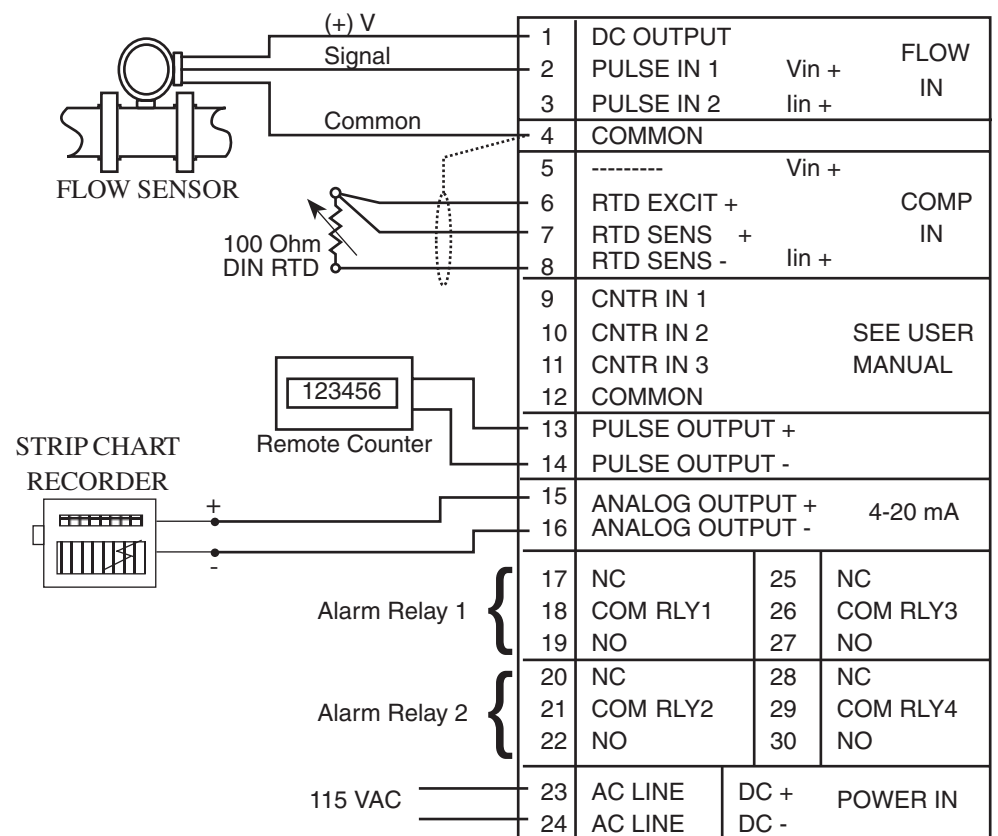 (+) V
Signal
Common
FLOW SENSOR
100 Ohm
DIN RTD
123456
Remote Counter
STRIP CHART
RECORDER
+
-
Alarm Relay 1
Alarm Relay 2
115 VAC
1 DC OUTPUT
2 PULSE IN 1 Vin +
3 PULSE IN 2 Iin +
FLOW
IN
4 COMMON
5 --------- Vin +
6 RTD EXCIT +
7 RTD SENS +
8 RTD SENS - Iin +
COMP
IN
9 CNTR IN 1
10 CNTR IN 2
11 CNTR IN 3
12 COMMON
SEE USER
MANUAL
13 PULSE OUTPUT +
14 PULSE OUTPUT -
15 ANALOG OUTPUT +
16 ANALOG OUTPUT -
4-20 mA
17 NC 25 NC
18 COM RLY1 26 COM RLY3
19 NO 27 NO
20 NC 28 NC
21 COM RLY2 29 COM RLY4
22 NO 30 NO
23 AC LINE DC + POWER IN
24 AC LINE DC -